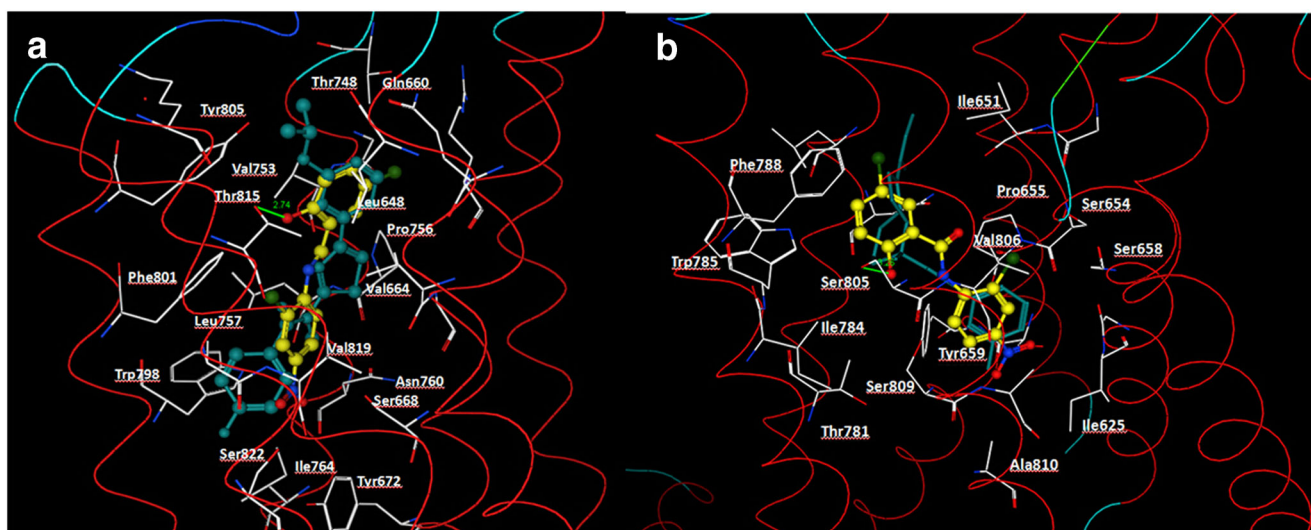 a
Thr748
Gln660
Tyr805
Val753
Thr815
2.74
Leu648
Pro756
Phe801
Val664
Leu757
Val819
Trp798
Asn760
Ser668
Ser822
Ile764
Tyr672
b
Ile651
Phe788
Pro655
Ser654
Val806
Ser658
Trp785
Ser805
Ile784
Tyr659
Ser809
Thr781
Ile625
Ala810